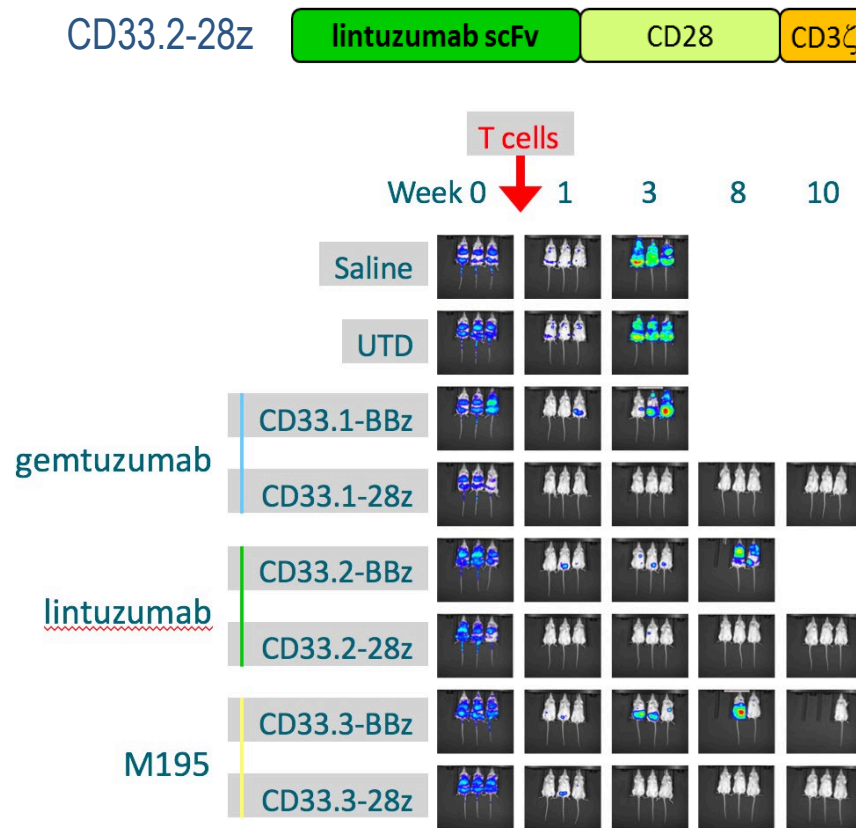 CD33.2-28z lintuzumab scFv CD28 CD3ζ
T cells
Week 0 1 3 8 10
Saline
UTD
CD33.1-BBz
gemtuzumab
CD33.1-28z
CD33.2-BBz
lintuzumab
CD33.2-28z
CD33.3-BBz
M195
CD33.3-28z